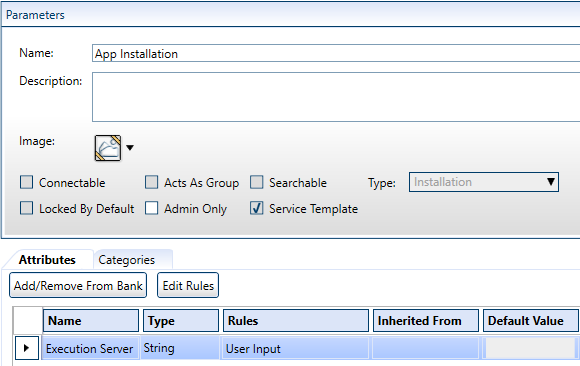 Parameters
Name: App Installation
Description:
Image:
Connectable Acts As Group Searchable Type: Installation
Locked By Default Admin Only Service Template
Attributes Categories
Add/Remove From Bank Edit Rules
Name Type Rules Inherited From Default Value
Execution Server String User Input